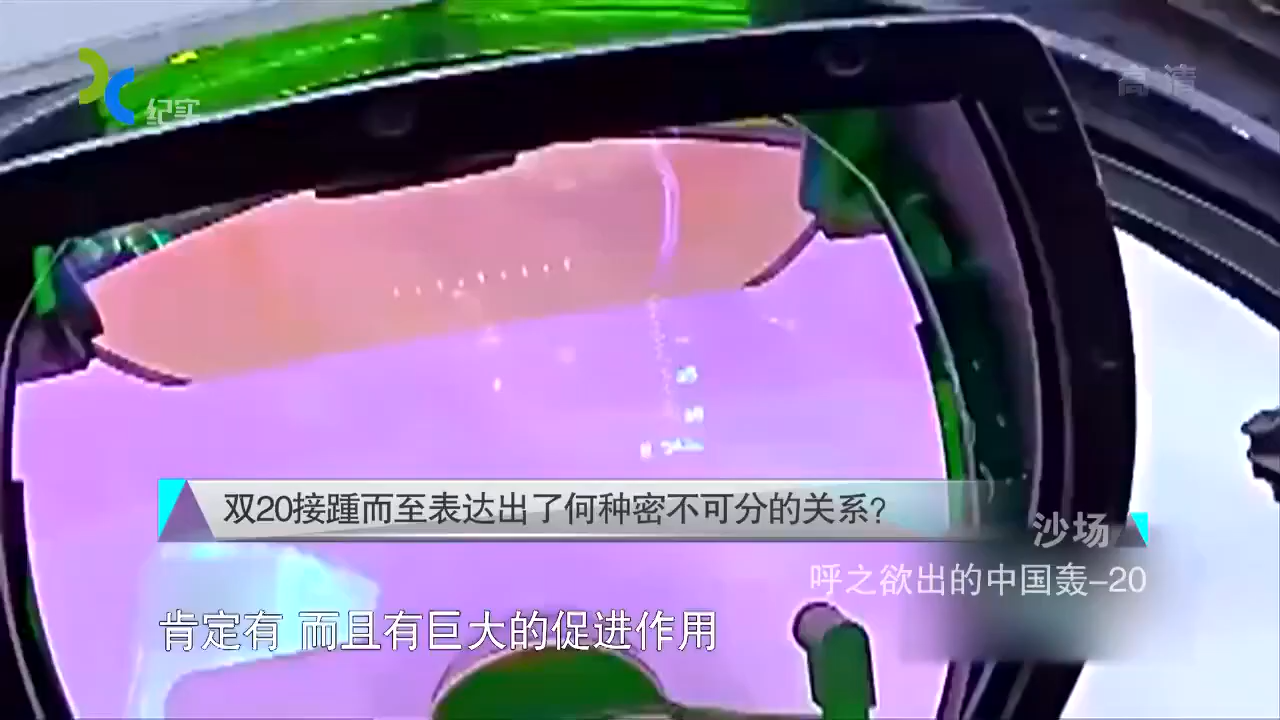 纪实
高清
双20接踵而至表达出了何种密不可分的关系?
沙场
呼之欲出的中国轰-20
肯定有 而且有巨大的促进作用